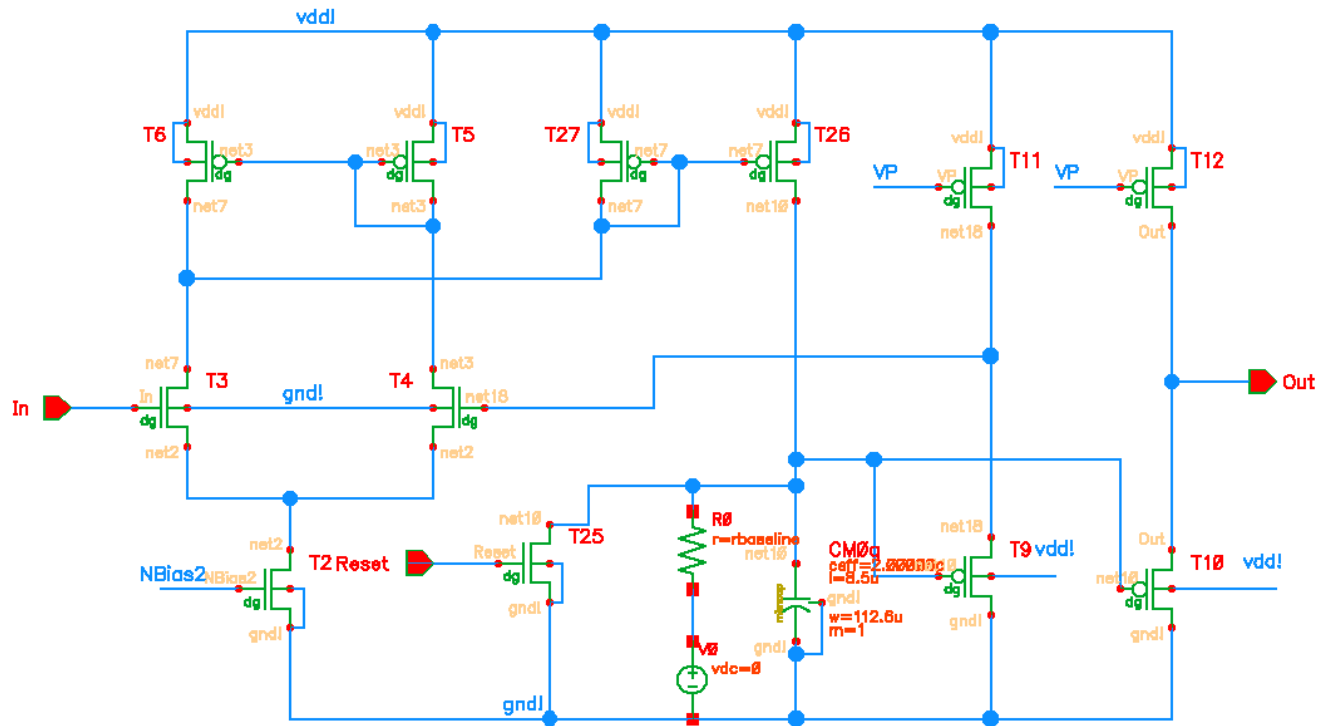 vdd!
vdd! vdd! vdd! vdd!
T6 T5 T27 T26
net3 net3 net7 net7
dg dg dg dg
net7 net3 net7 net10
vdd! vdd!
T11 T12
VP VP VP VP
dg dg
net18 Out
net7 net3
T3 T4
In In gnd! net18
dg dg
net2 net2
Out
net10 T25
R0
r=rbaseline
net10
net2
T2 Reset Reset
NBias2 NBias2
dg dg
gnd! gnd!
CM0q
l=8.5u
gnd!
w=112.6u
m=1
gnd!
V0
vdc=0
net18
T9 vdd!
dg
gnd!
Out
T10 vdd!
net10
dg
gnd!
gnd!